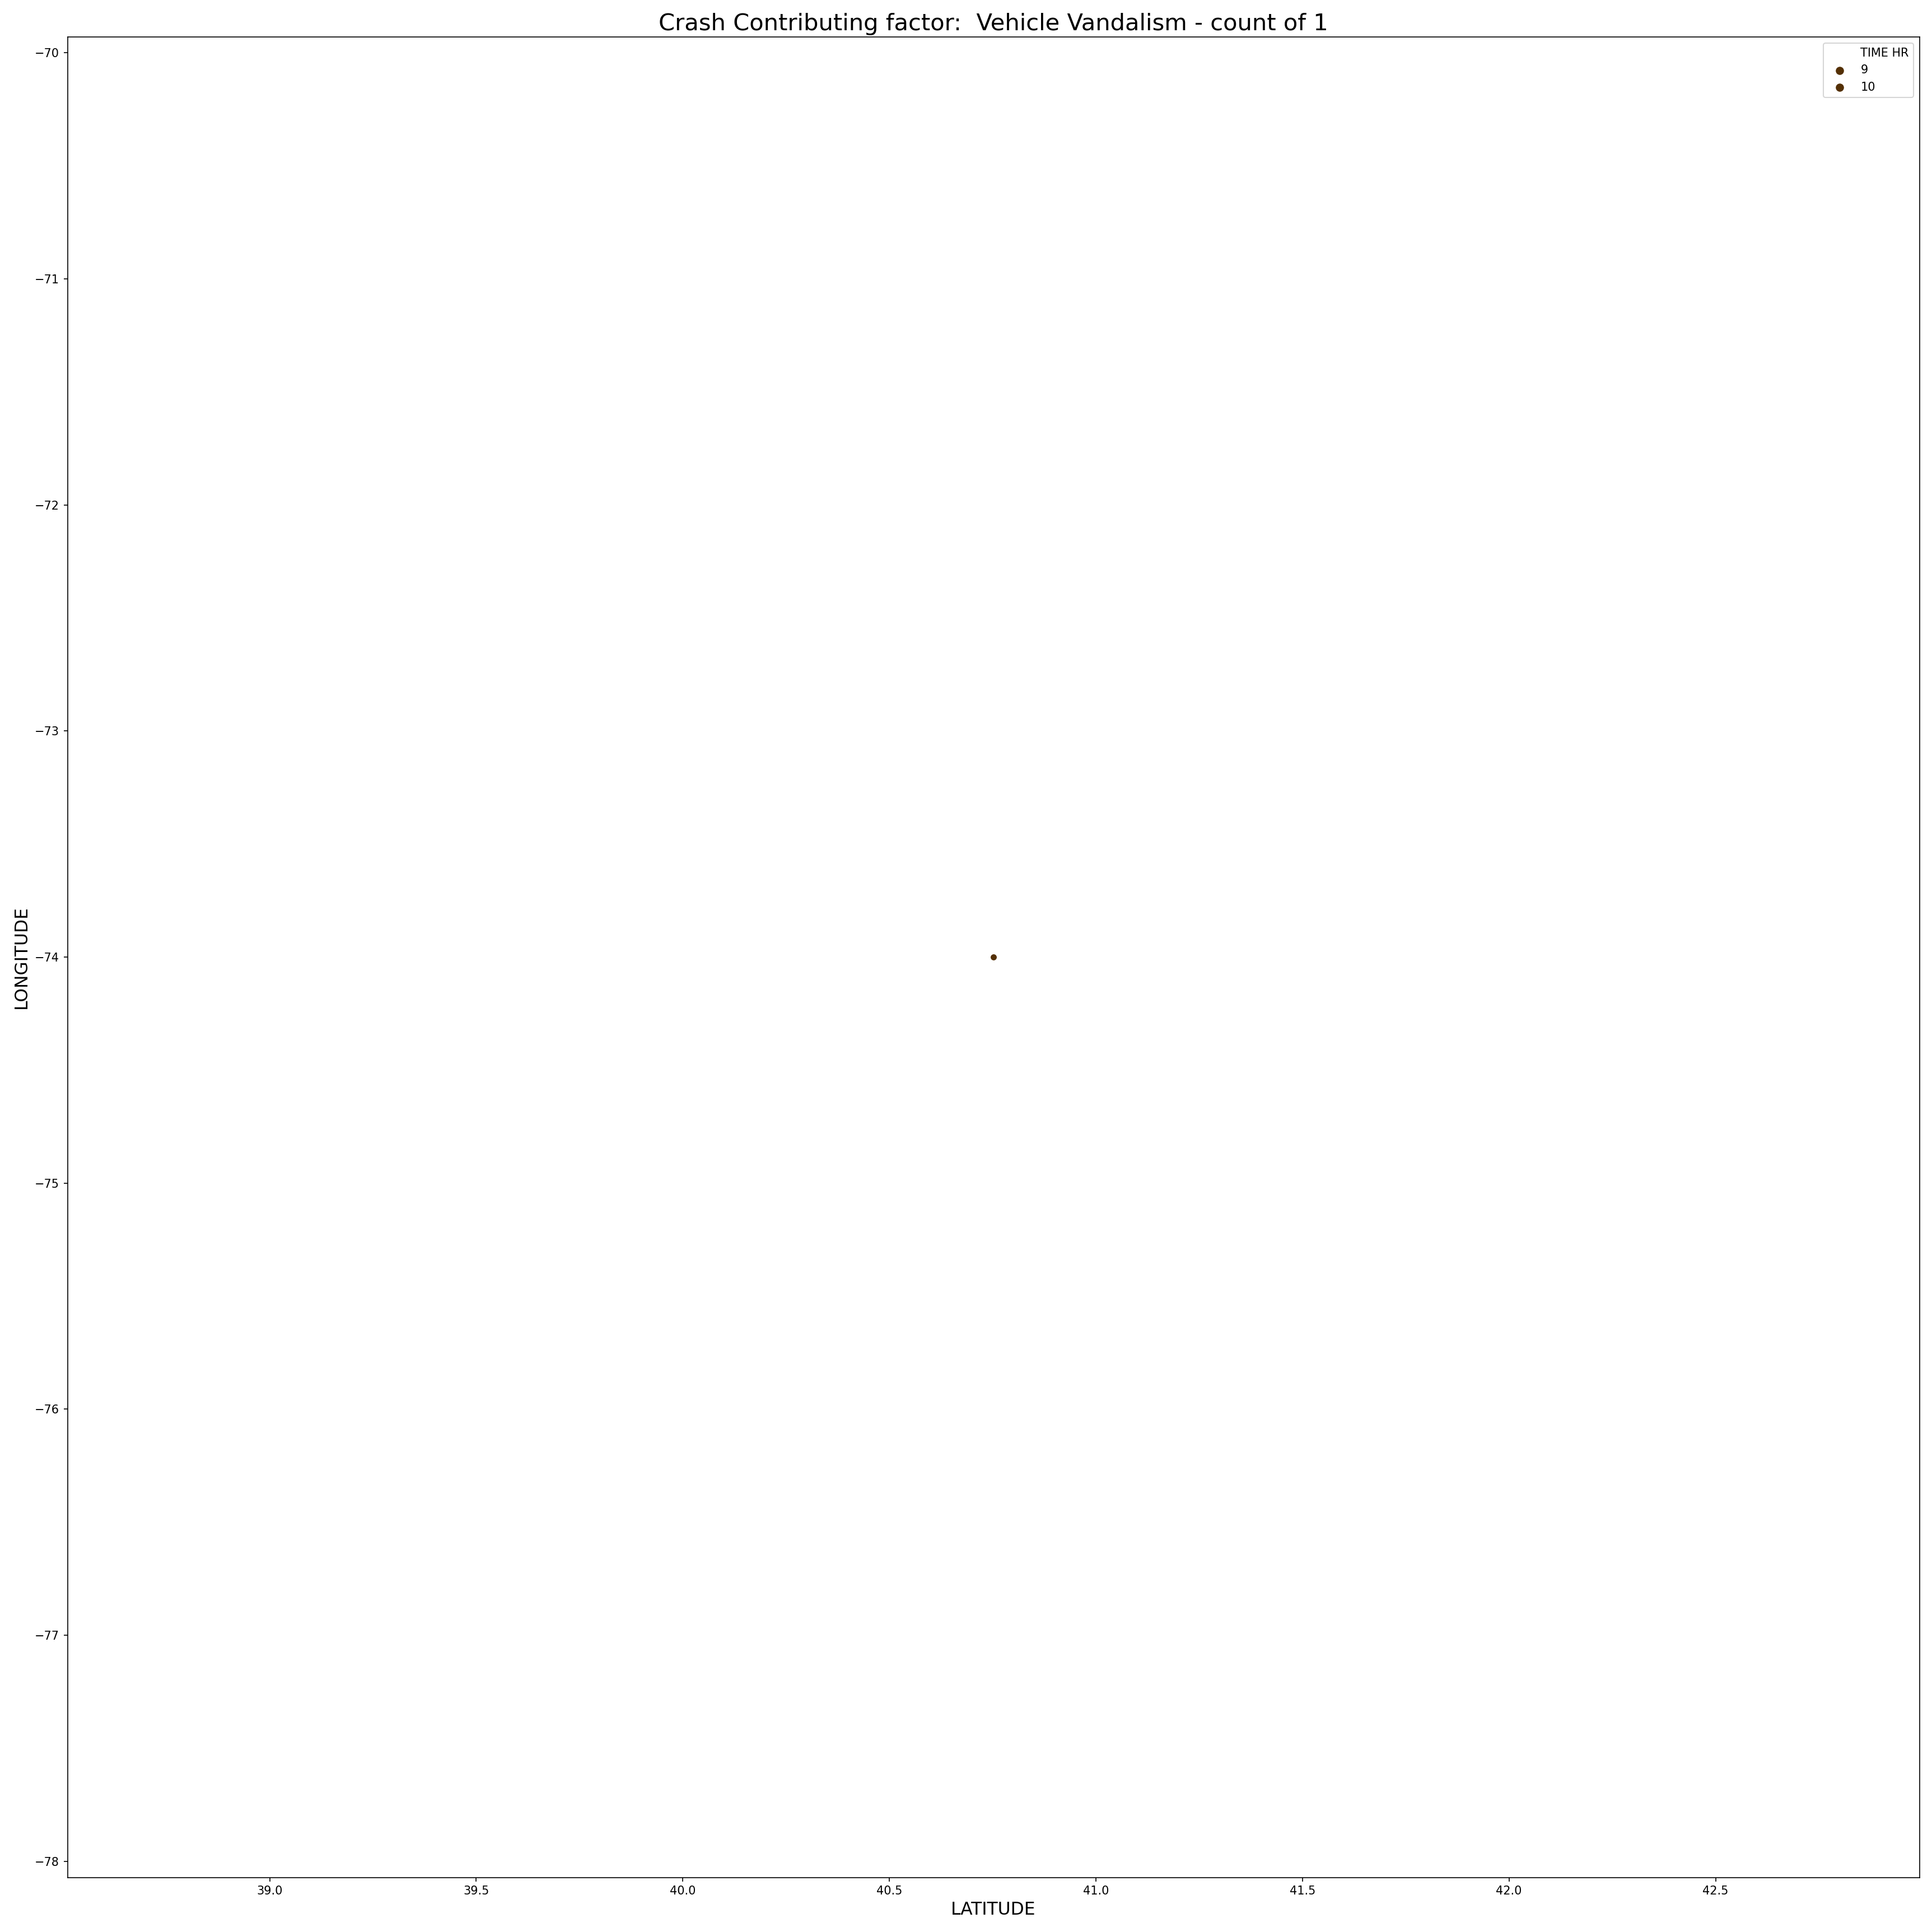 Crash Contributing factor:  Vehicle Vandalism - count of 1
TIME HR
9
10
−70
−71
−72
−73
−74
−75
−76
−77
−78
LONGITUDE
39.0 39.5 40.0 40.5 41.0 41.5 42.0 42.5
LATITUDE